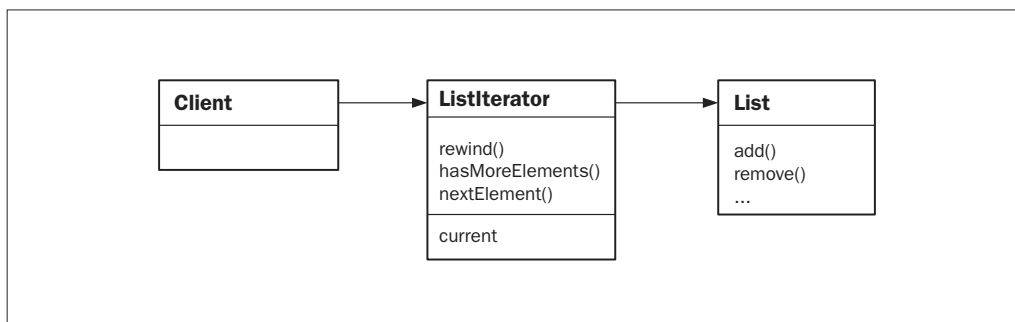 Client
ListIterator
rewind()
hasMoreElements()
nextElement()
current
List
add()
remove()
...